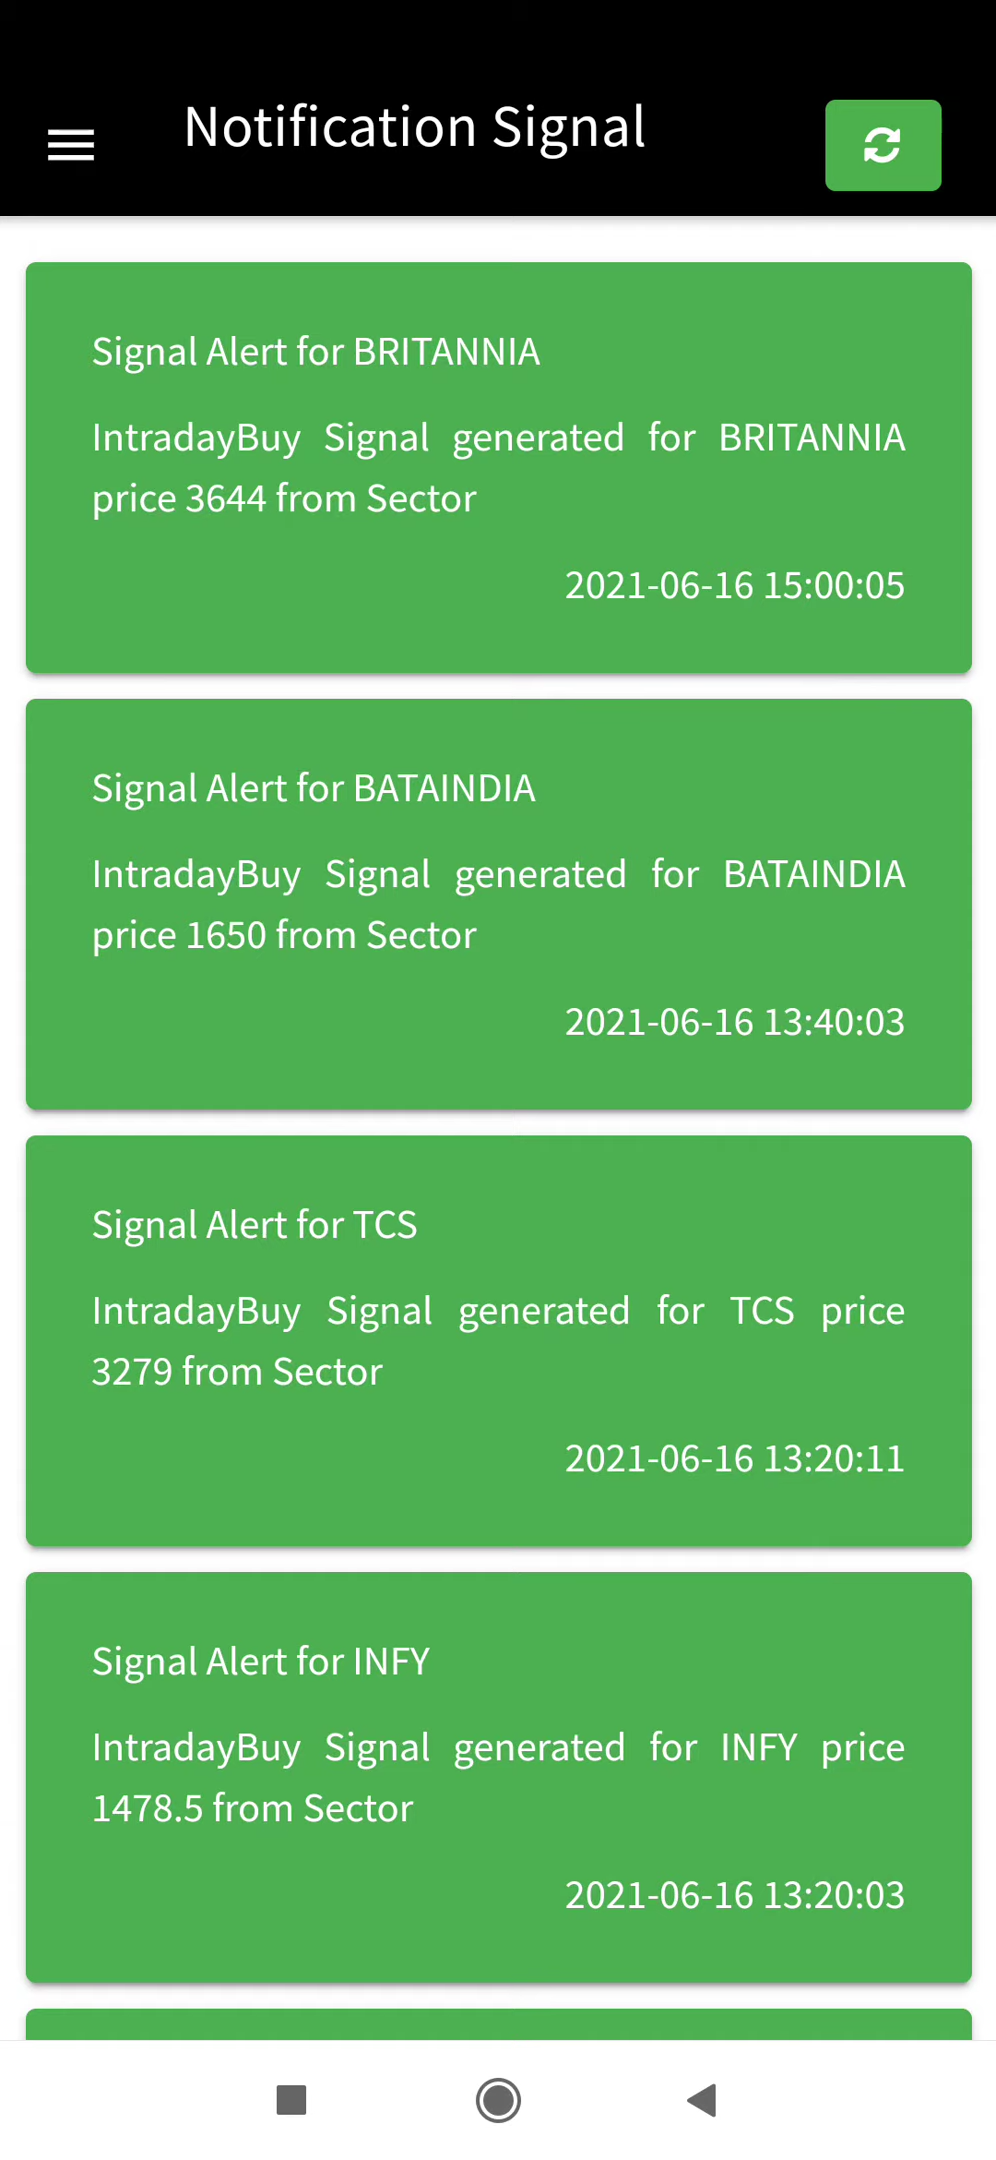 Notification Signal
Signal Alert for BRITANNIA
IntradayBuy Signal generated for BRITANNIA
price 3644 from Sector
2021-06-16 15:00:05
Signal Alert for BATAINDIA
IntradayBuy Signal generated for BATAINDIA
price 1650 from Sector
2021-06-16 13:40:03
Signal Alert for TCS
IntradayBuy Signal generated for TCS price
3279 from Sector
2021-06-16 13:20:11
Signal Alert for INFY
IntradayBuy Signal generated for INFY price
1478.5 from Sector
2021-06-16 13:20:03